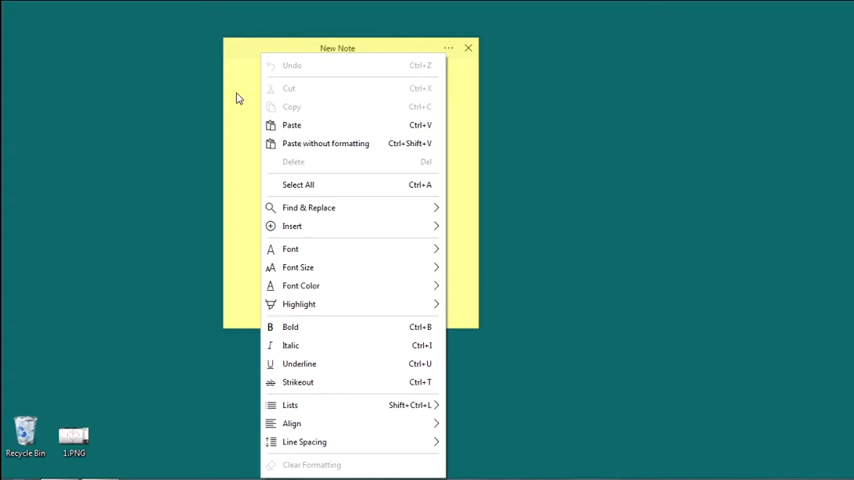 New Note
Undo Ctrl+Z
Cut Ctrl+X
Copy Ctrl+C
Paste Ctrl+V
Paste without formatting Ctrl+Shift+V
Delete Del
Select All Ctrl+A
Find & Replace
Insert
Font
Font Size
Font Color
Highlight
B Bold Ctrl+B
I Italic Ctrl+I
U Underline Ctrl+U
ab Strikeout Ctrl+T
Lists Shift+Ctrl+L
Align
Line Spacing
Clear Formatting
Recycle Bin
1.PNG